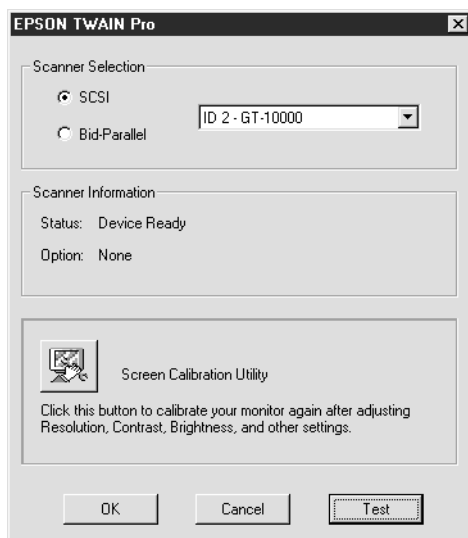 EPSON TWAIN Pro
Scanner Selection
SCSI
ID 2 - GT-10000
Bid-Parallel
Scanner Information
Status: Device Ready
Option: None
Screen Calibration Utility
Click this button to calibrate your monitor again after adjusting
Resolution, Contrast, Brightness, and other settings.
OK
Cancel
Test